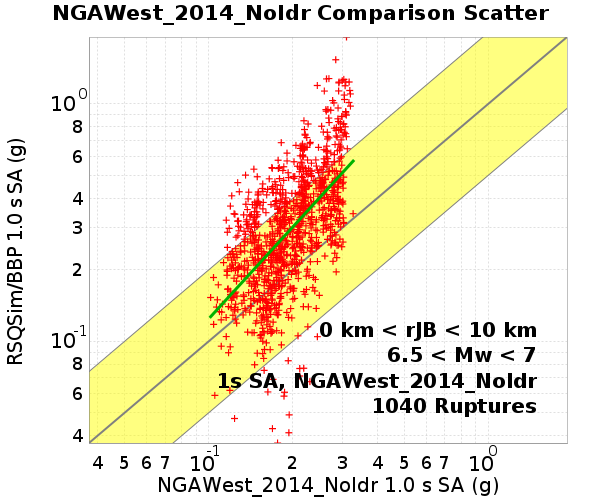 NGAWest_2014_NoIdr Comparison Scatter
RSQSim/BBP 1.0 s SA (g)
10^0
8
6
4
3
2
10^-1
8
6
4
0 km < rJB < 10 km
6.5 < Mw < 7
1s SA, NGAWest_2014_NoIdr
1040 Ruptures
4 5 6 7 10^-1 2 3 4 5 6 7 10^0
NGAWest_2014_NoIdr 1.0 s SA (g)